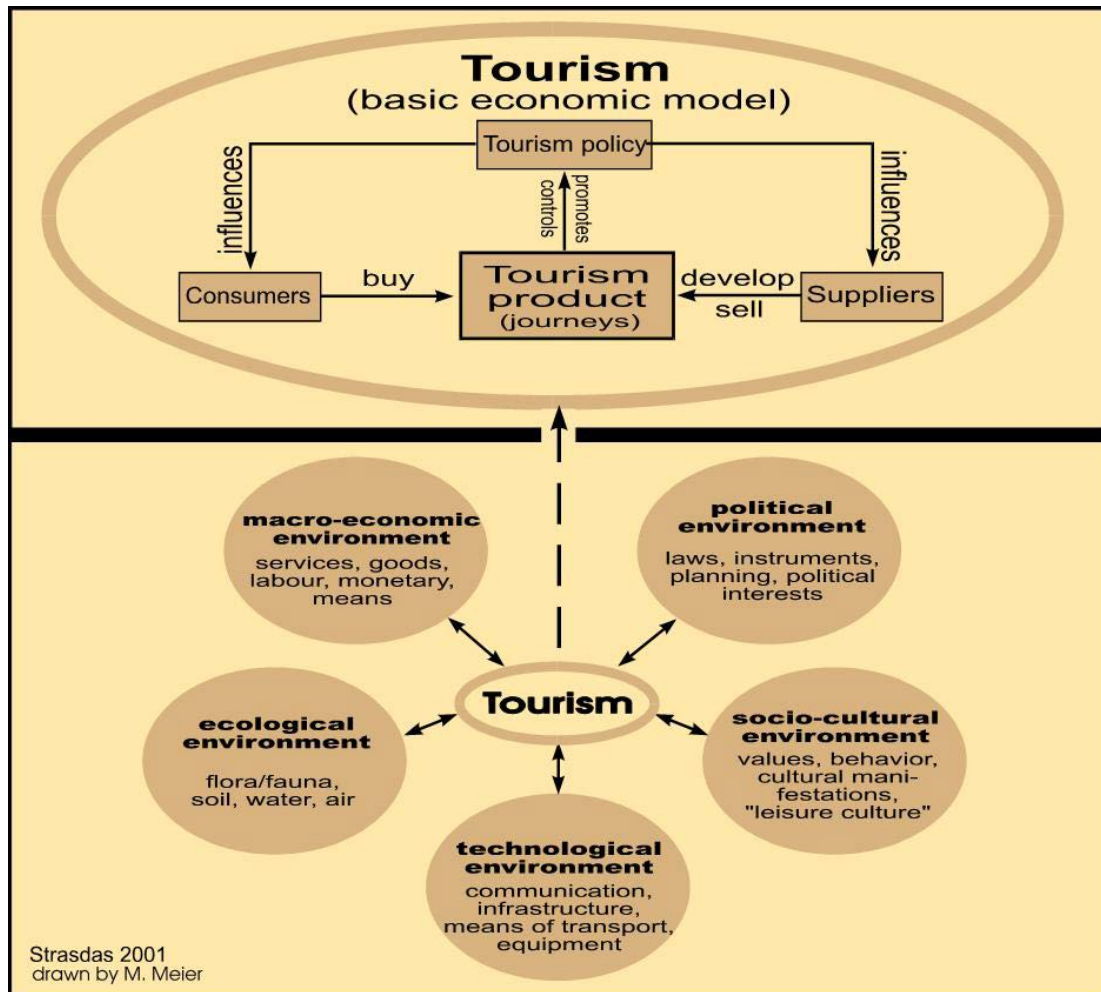 Tourism
(basic economic model)
Tourism policy
influences
controls
promotes
influences
Consumers
buy
Tourism
product
(journeys)
develop
sell
Suppliers
macro-economic
environment
services, goods,
labour, monetary,
means
political
environment
laws, instruments,
planning, political
interests
Tourism
ecological
environment
flora/fauna,
soil, water, air
socio-cultural
environment
values, behavior,
cultural mani-
festations,
"leisure culture"
technological
environment
communication,
infrastructure,
means of transport,
equipment
Strasdas 2001
drawn by M. Meier